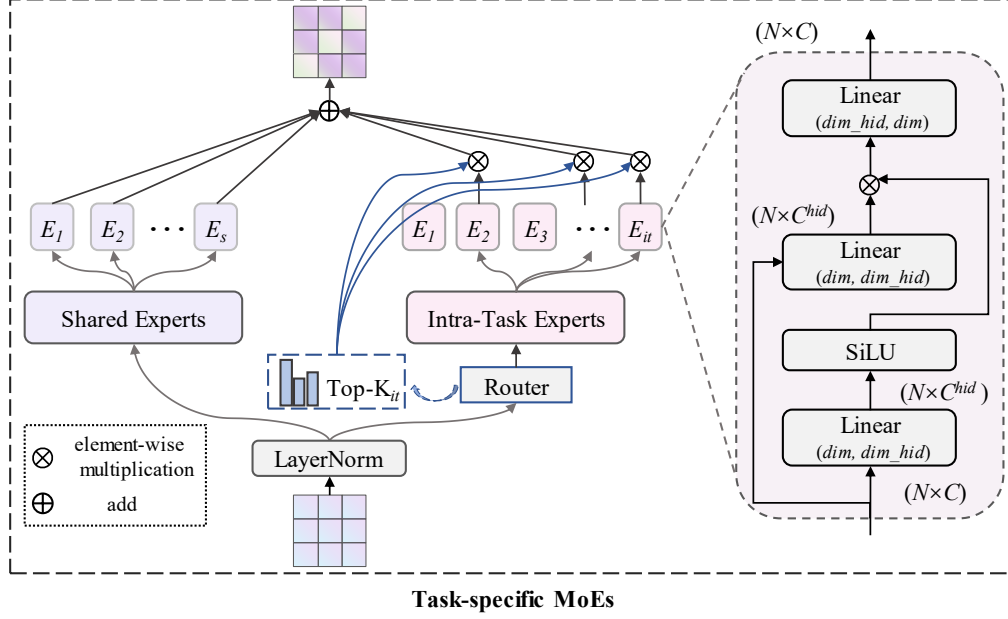 E1
E2
...
Es
E1
E2
E3
...
Eit
Shared Experts
Intra-Task Experts
Top-Kit
Router
LayerNorm
element-wise
multiplication
add
(N×C)
Linear
(dim_hid, dim)
(N×C^hid)
Linear
(dim, dim_hid)
SiLU
(N×C^hid)
Linear
(dim, dim_hid)
(N×C)
Task-specific MoEs